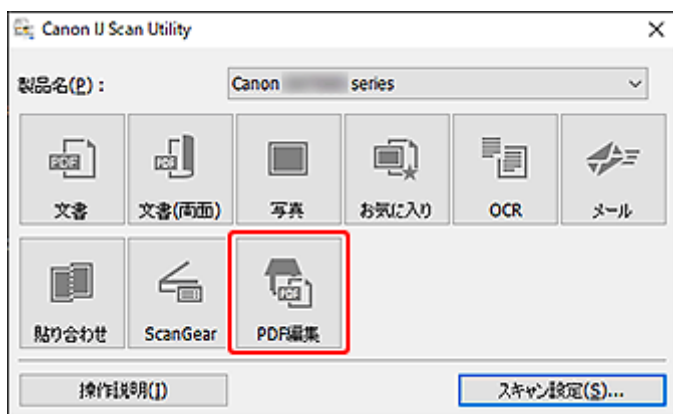 Canon IJ Scan Utility
製品名(P) : Canon series
PDF PDF PDF
文書 文書(両面) 写真 お気に入り OCR メール
貼り合わせ ScanGear PDF編集
操作説明(J) スキャン設定(S)...